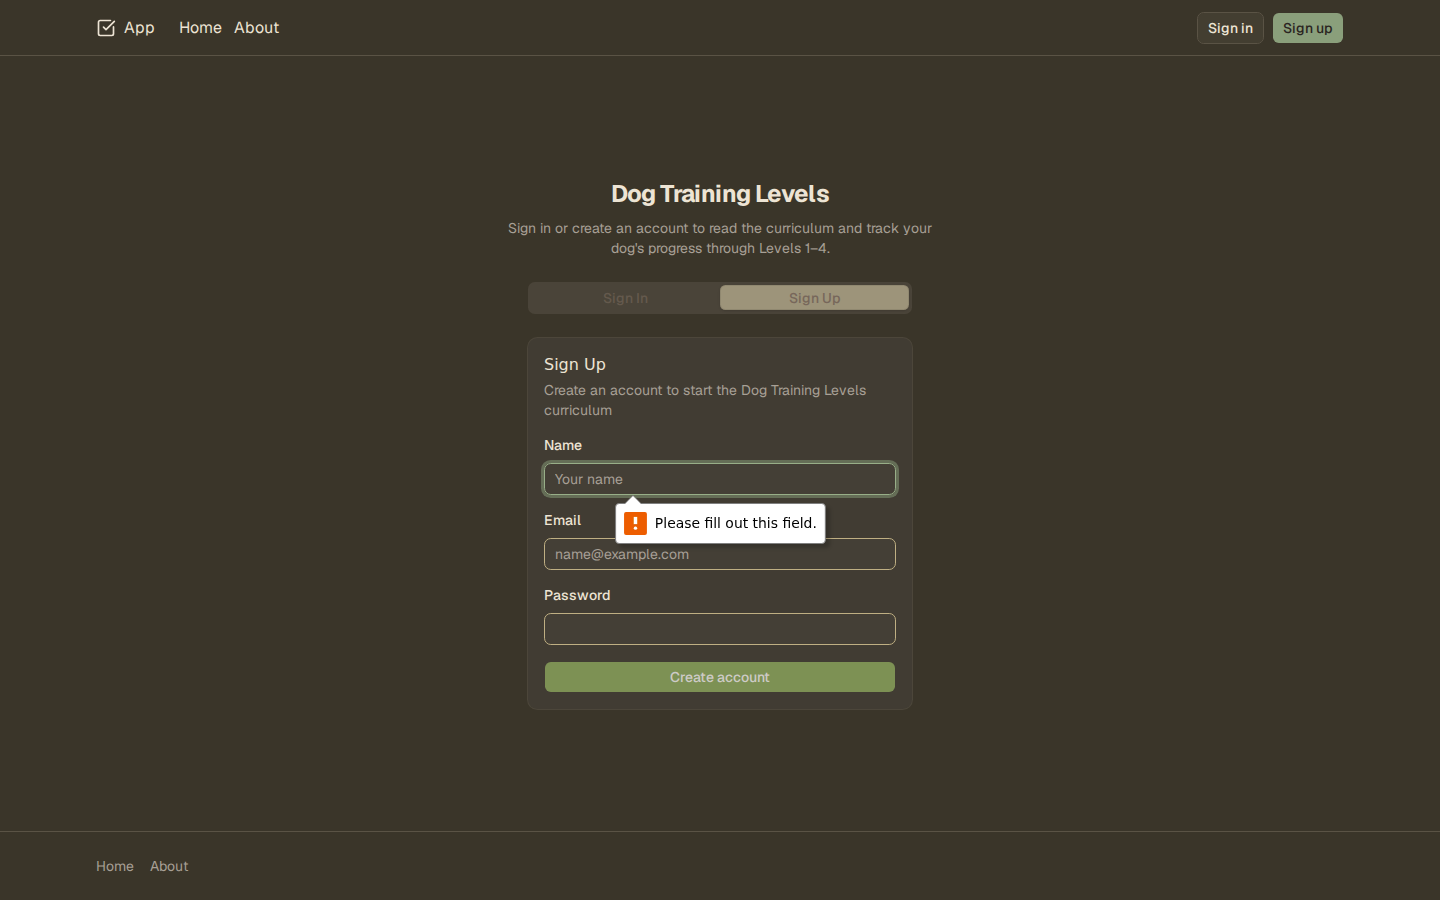 App Home About Sign in Sign up
Dog Training Levels
Sign in or create an account to read the curriculum and track your
dog's progress through Levels 1–4.
Sign In Sign Up
Sign Up
Create an account to start the Dog Training Levels
curriculum
Name
Your name
Please fill out this field.
Email
name@example.com
Password
Create account
Home About